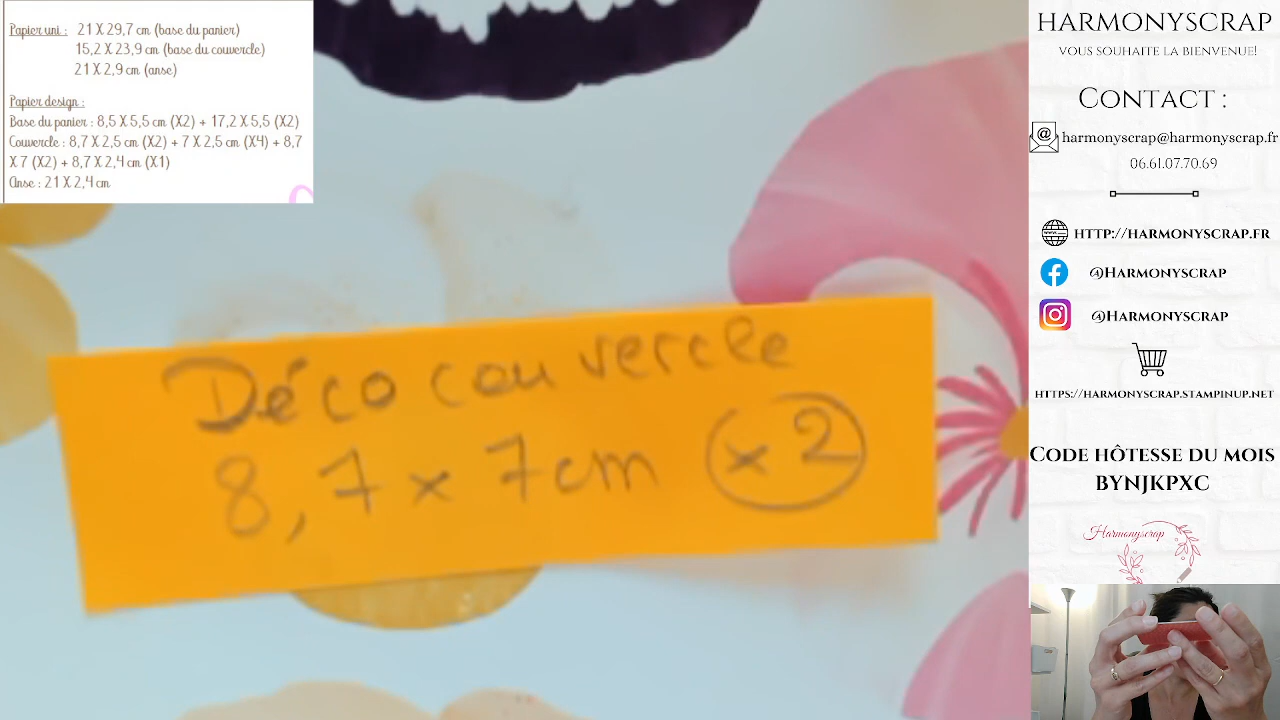 Papier uni : 21 X 29,7 cm (base du panier)
15,2 X 23,9 cm (base du couvercle)
21 X 2,9 cm (anse)
Papier design :
Base du panier : 8,5 X 5,5 cm (X2) + 17,2 X 5,5 (X2)
Couvercle : 8,7 X 2,5 cm (X2) + 7 X 2,5 cm (X4) + 8,7
X 7 (X2) + 8,7 X 2,4 cm (X1)
Anse : 21 X 2,4 cm
Déco couvercle
8,7 x 7cm x 2
HARMONYSCRAP
VOUS SOUHAITE LA BIENVENUE!
CONTACT :
@ harmonyscrap@harmonyscrap.fr
06.61.07.70.69
www. HTTP://HARMONYSCRAP.FR
@HARMONYSCRAP
@HARMONYSCRAP
HTTPS://HARMONYSCRAP.STAMPINUP.NET
CODE HÔTESSE DU MOIS
BYNJKPXC
Harmonyscrap